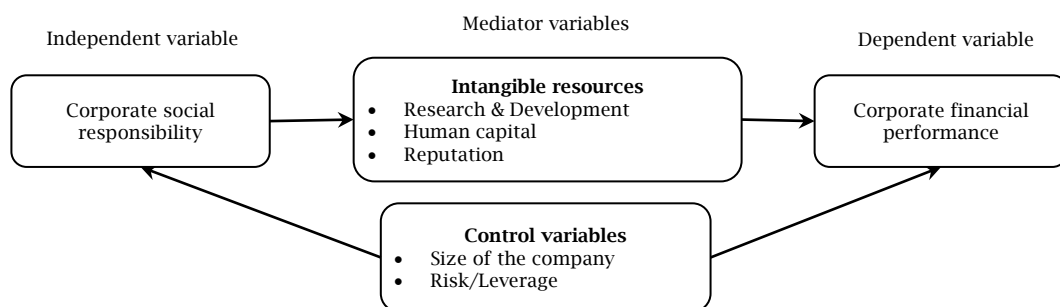 Independent variable
Mediator variables
Dependent variable
Corporate social
responsibility
Intangible resources
• Research & Development
• Human capital
• Reputation
Corporate financial
performance
Control variables
• Size of the company
• Risk/Leverage